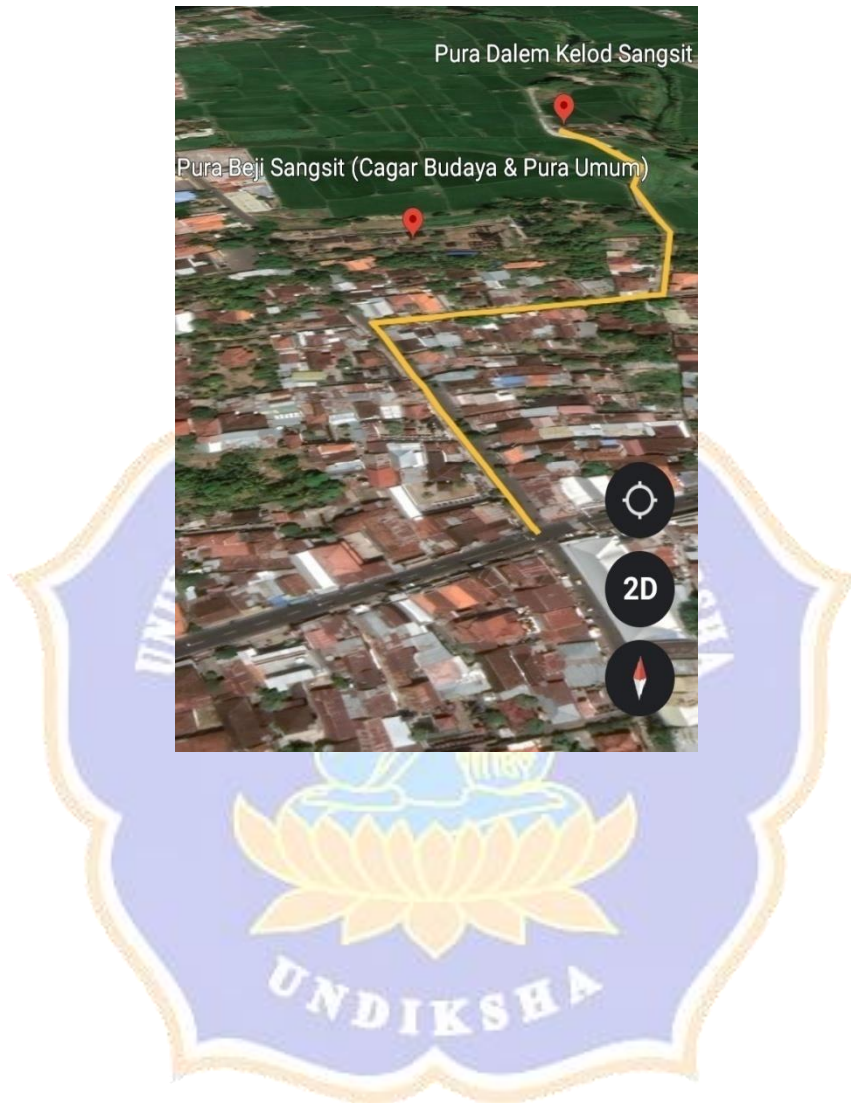 Pura Dalem Kelod Sangsit
Pura Beji Sangsit (Cagar Budaya & Pura Umum)
2D
UNDIKSHA